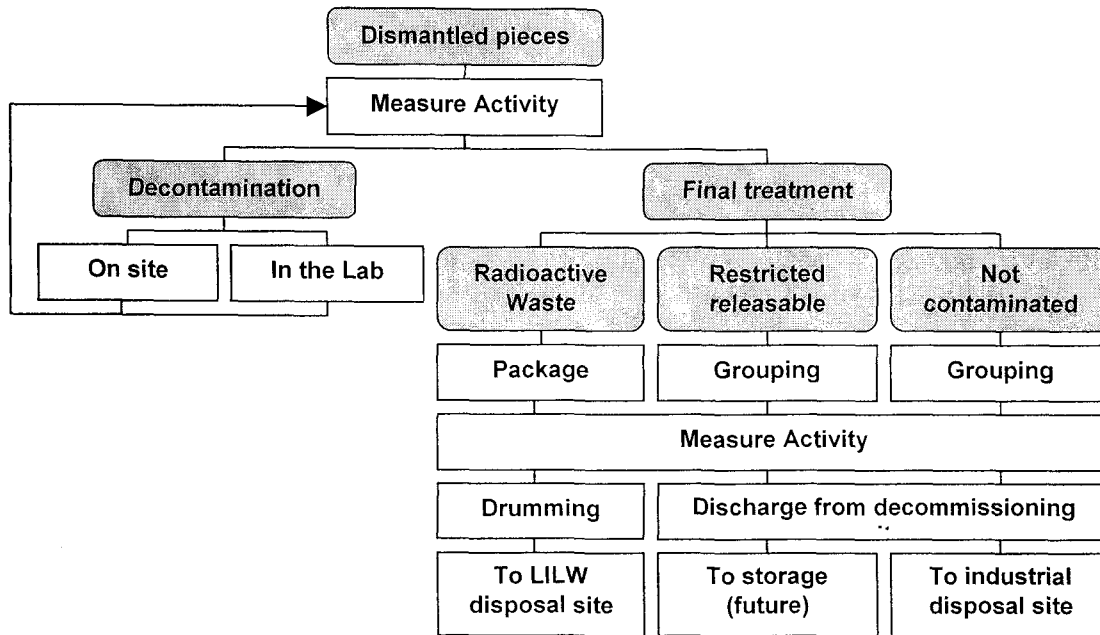 Dismantled pieces
Measure Activity
Decontamination
Final treatment
On site
In the Lab
Radioactive
Waste
Restricted
releasable
Not
contaminated
Package
Grouping
Grouping
Measure Activity
Drumming
Discharge from decommissioning
To LILW
disposal site
To storage
(future)
To industrial
disposal site